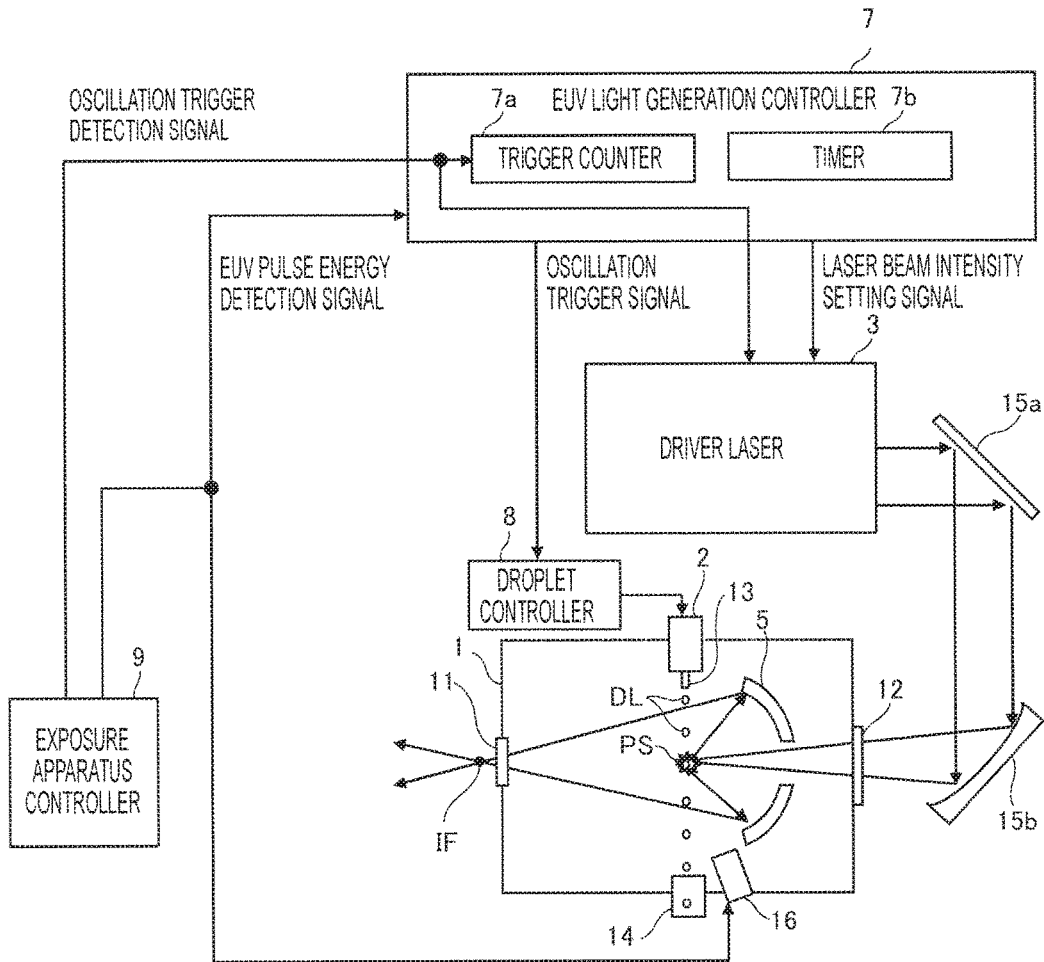 7
EUV LIGHT GENERATION CONTROLLER
7a
7b
TRIGGER COUNTER
TIMER
OSCILLATION TRIGGER
DETECTION SIGNAL
EUV PULSE ENERGY
DETECTION SIGNAL
OSCILLATION
TRIGGER SIGNAL
LASER BEAM INTENSITY
SETTING SIGNAL
3
DRIVER LASER
15a
8
DROPLET
CONTROLLER
2
13
5
1
11
DL
12
PS
9
EXPOSURE
APPARATUS
CONTROLLER
IF
15b
14
16